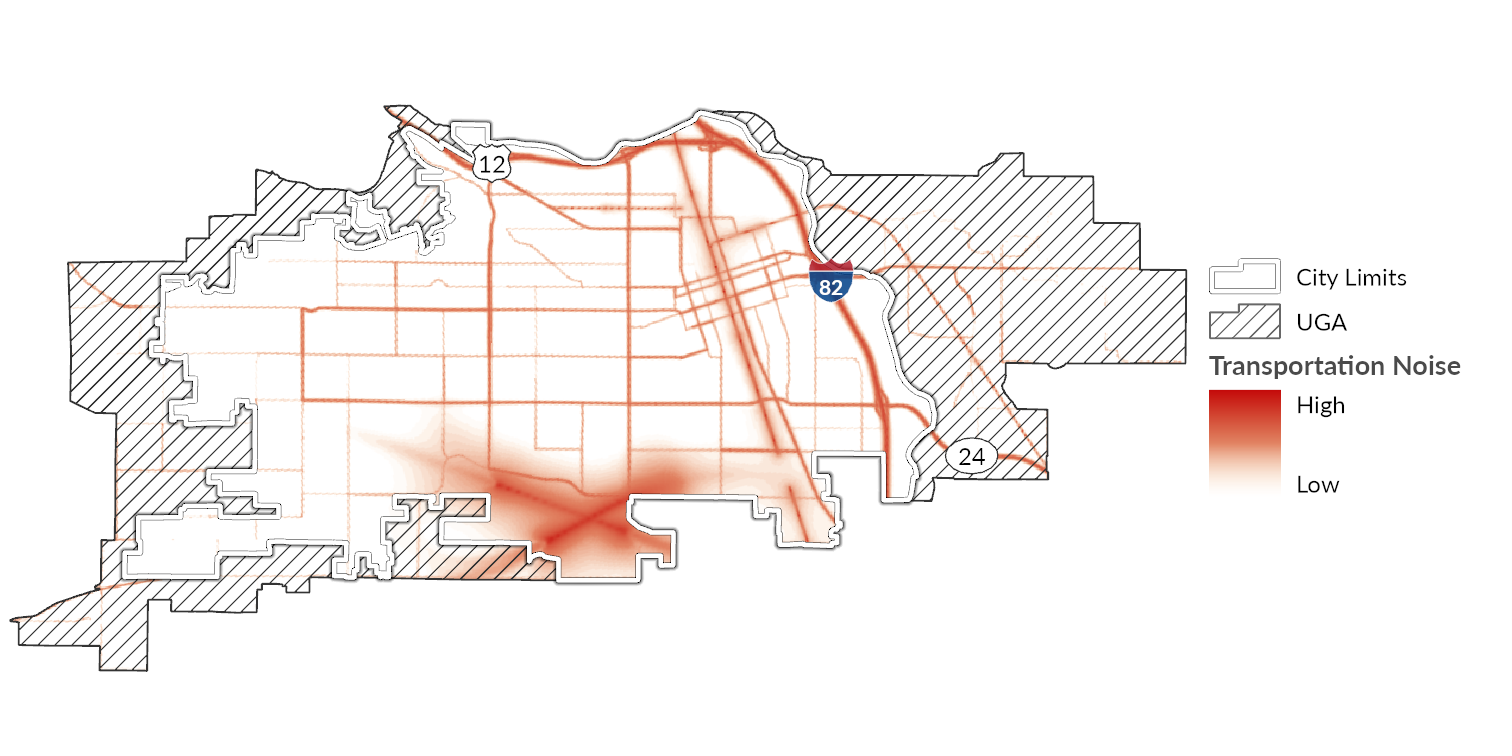 12
82
24
City Limits
UGA
Transportation Noise
High
Low